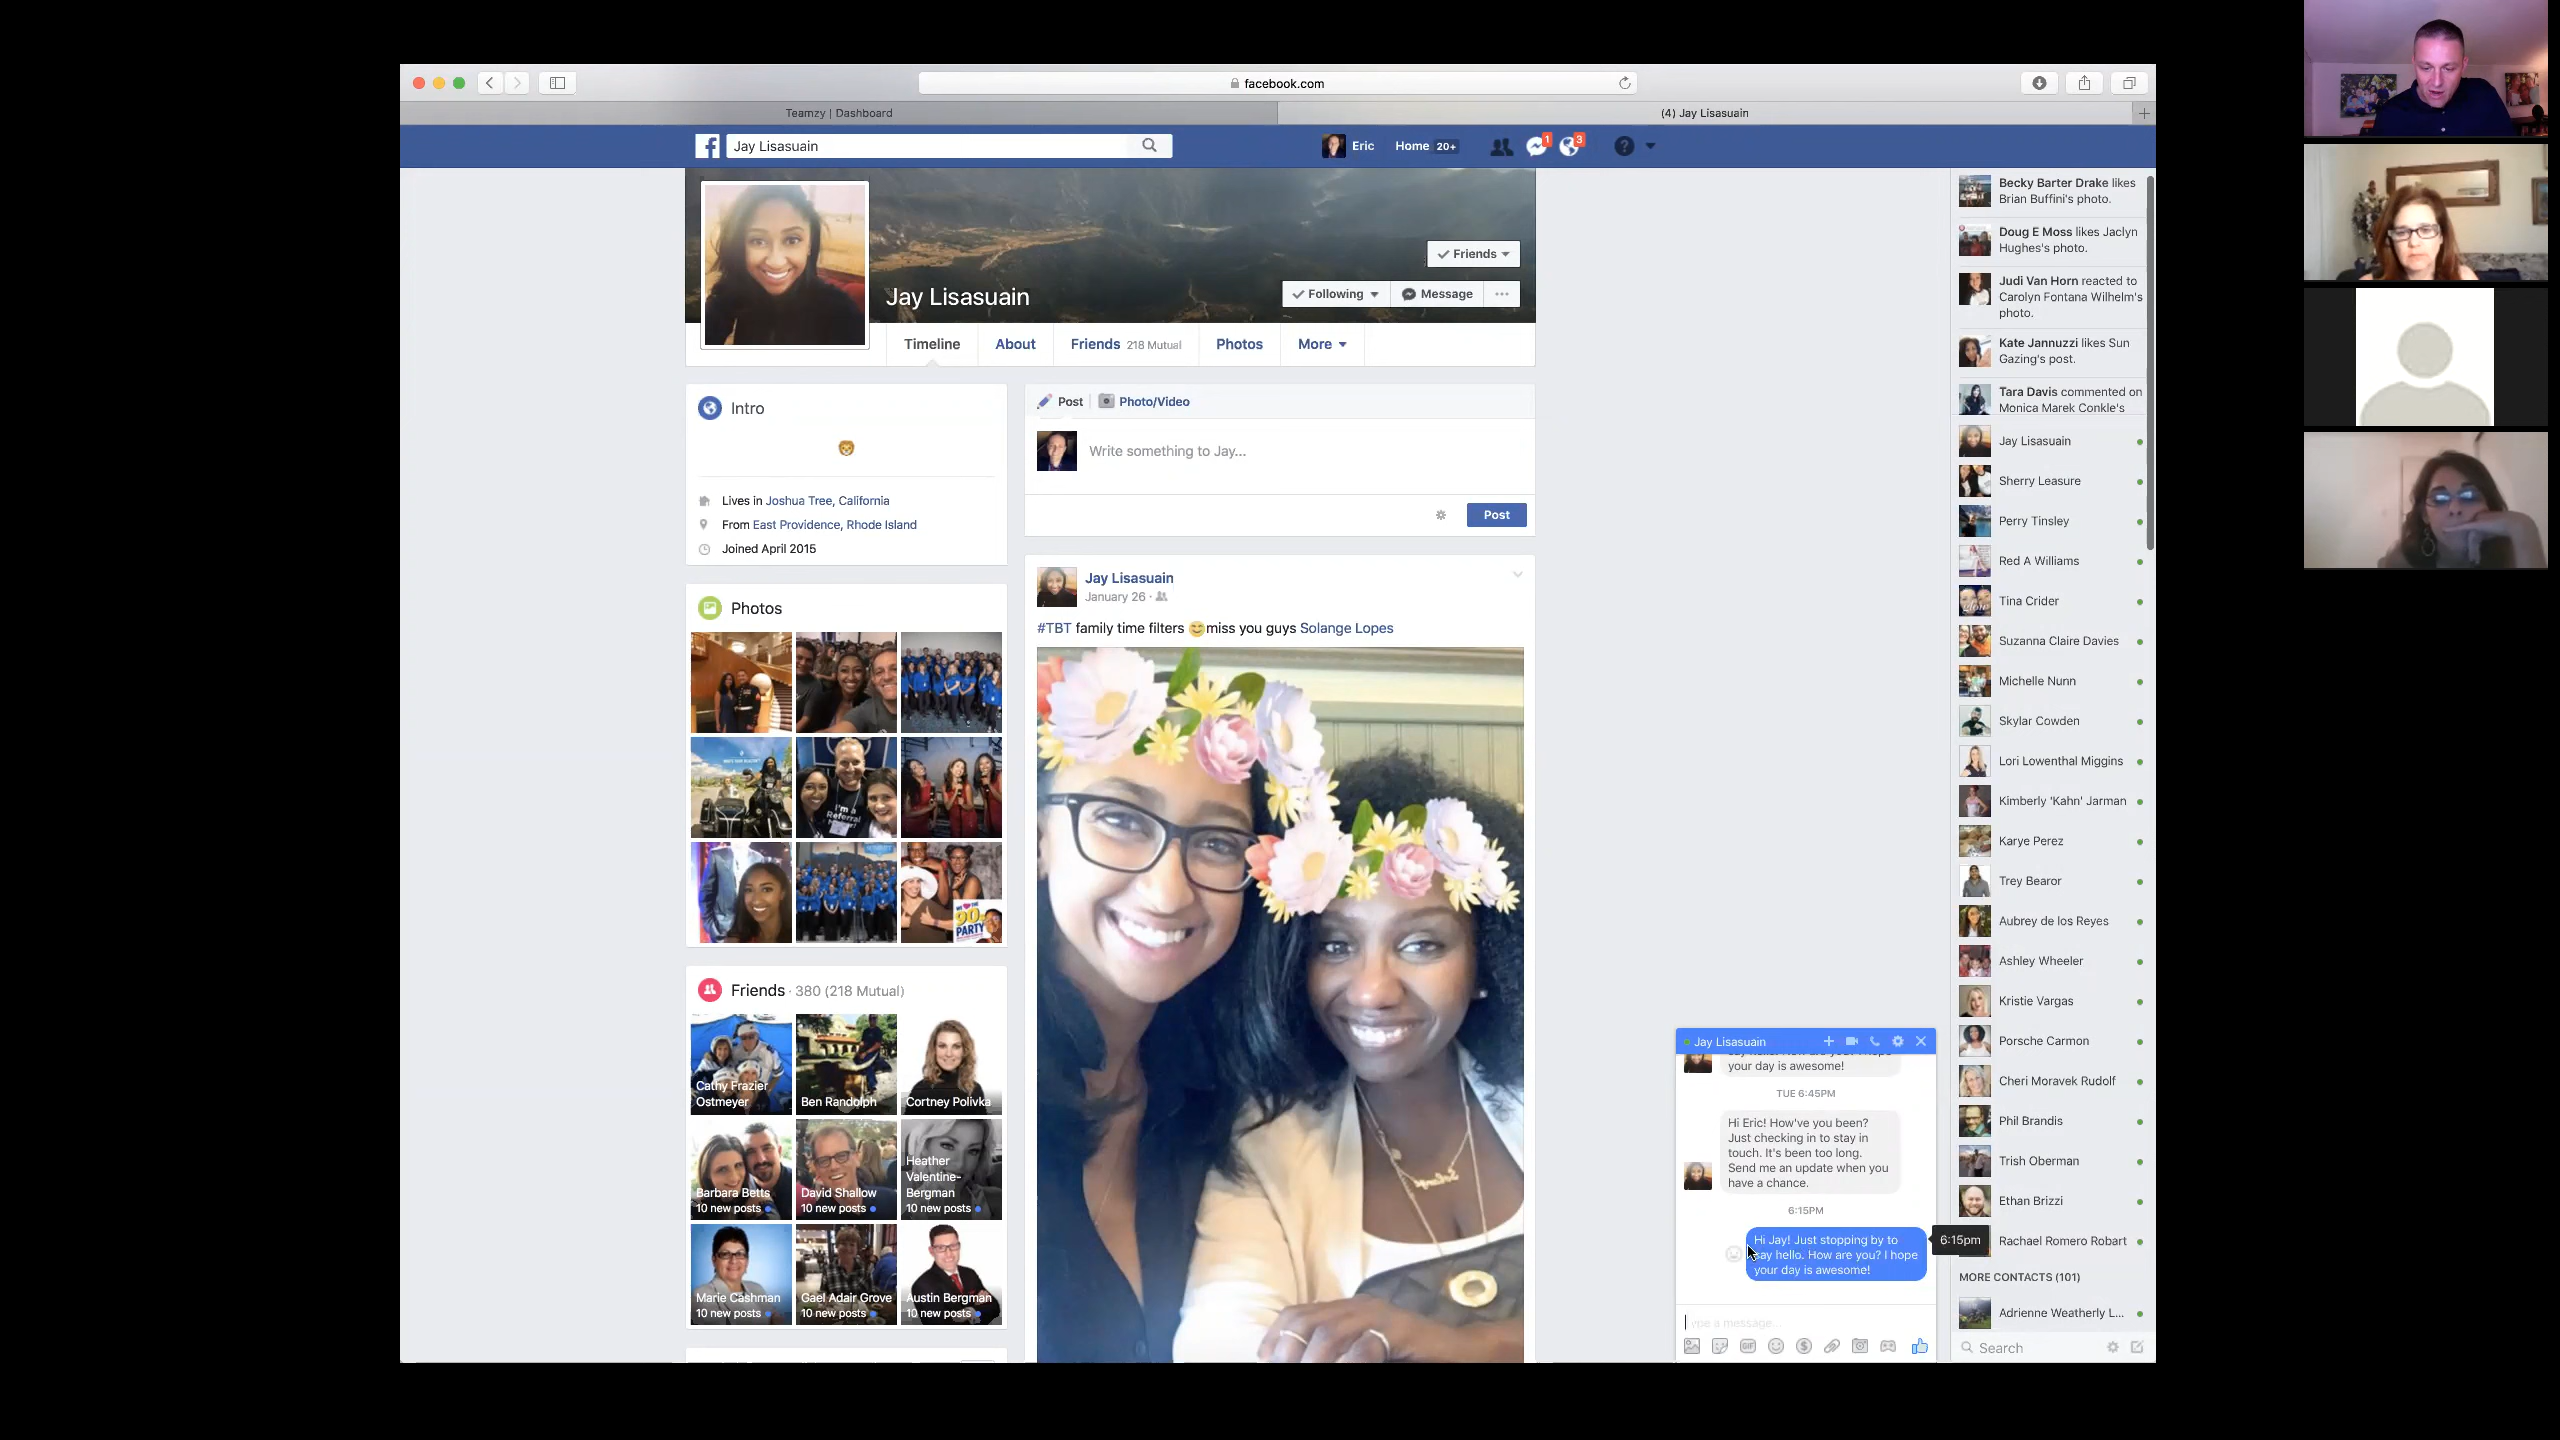 facebook.com
Teamzy | Dashboard
(4) Jay Lisasuain
Jay Lisasuain
Eric
Home 20+
1
3
Friends
Jay Lisasuain
Following
Message
Timeline
About
Friends 218 Mutual
Photos
More
Intro
Lives in Joshua Tree, California
From East Providence, Rhode Island
Joined April 2015
Photos
I'm a
Referral
90s
PARTY
Friends · 380 (218 Mutual)
Cathy Frazier
Ostmeyer
Ben Randolph
Cortney Polivka
Barbara Betts
10 new posts
David Shallow
10 new posts
Heather
Valentine-
Bergman
10 new posts
Marie Cashman
10 new posts
Gael Adair Grove
10 new posts
Austin Bergman
10 new posts
Post
Photo/Video
Write something to Jay...
Post
Jay Lisasuain
January 26 ·
#TBT family time filters miss you guys Solange Lopes
Jay Lisasuain
your day is awesome!
TUE 6:45PM
Hi Eric! How've you been?
Just checking in to stay in
touch. It's been too long.
Send me an update when you
have a chance.
6:15PM
Hi Jay! Just stopping by to
say hello. How are you? I hope
your day is awesome!
6:15pm
Type a message...
GIF
Becky Barter Drake likes
Brian Buffini's photo.
Doug E Moss likes Jaclyn
Hughes's photo.
Judi Van Horn reacted to
Carolyn Fontana Wilhelm's
photo.
Kate Jannuzzi likes Sun
Gazing's post.
Tara Davis commented on
Monica Marek Conkle's
Jay Lisasuain
Sherry Leasure
Perry Tinsley
Red A Williams
Tina Crider
Suzanna Claire Davies
Michelle Nunn
Skylar Cowden
Lori Lowenthal Miggins
Kimberly 'Kahn' Jarman
Karye Perez
Trey Bearor
Aubrey de los Reyes
Ashley Wheeler
Kristie Vargas
Porsche Carmon
Cheri Moravek Rudolf
Phil Brandis
Trish Oberman
Ethan Brizzi
Rachael Romero Robart
MORE CONTACTS (101)
Adrienne Weatherly L...
Search